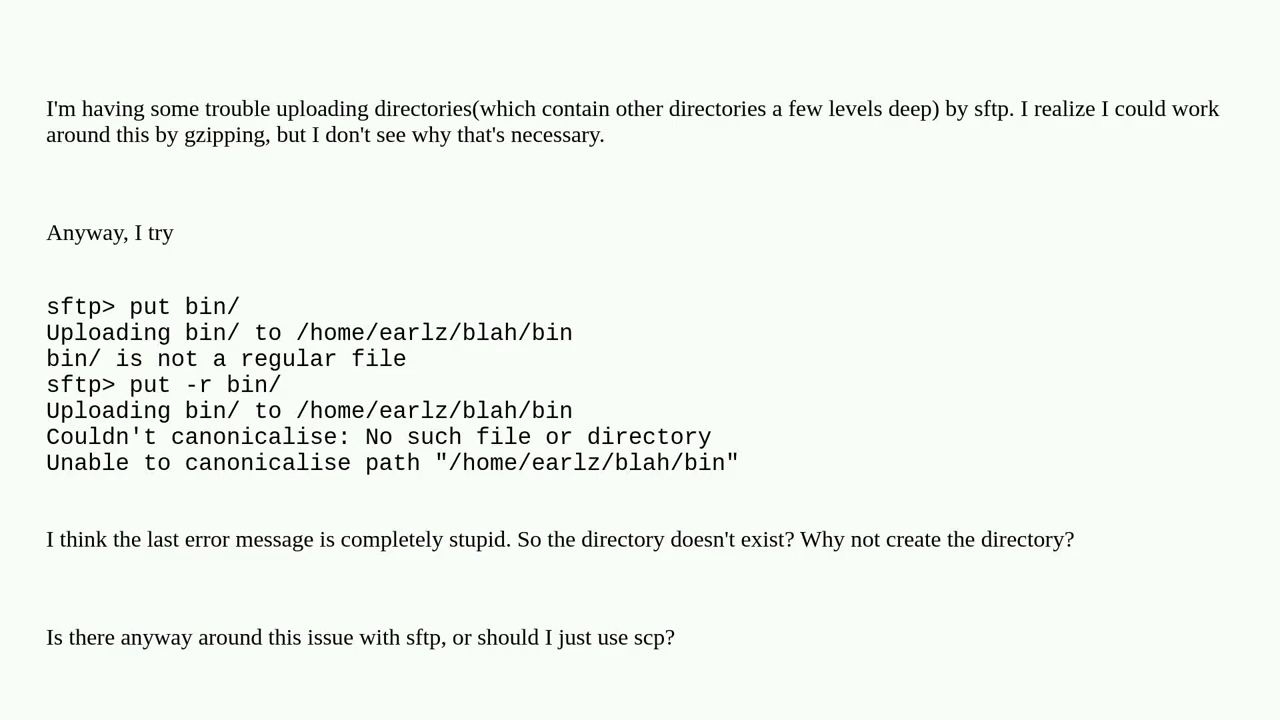 I'm having some trouble uploading directories(which contain other directories a few levels deep) by sftp. I realize I could work
around this by gzipping, but I don't see why that's necessary.
Anyway, I try
sftp> put bin/
Uploading bin/ to /home/earlz/blah/bin
bin/ is not a regular file
sftp> put -r bin/
Uploading bin/ to /home/earlz/blah/bin
Couldn't canonicalise: No such file or directory
Unable to canonicalise path "/home/earlz/blah/bin"
I think the last error message is completely stupid. So the directory doesn't exist? Why not create the directory?
Is there anyway around this issue with sftp, or should I just use scp?